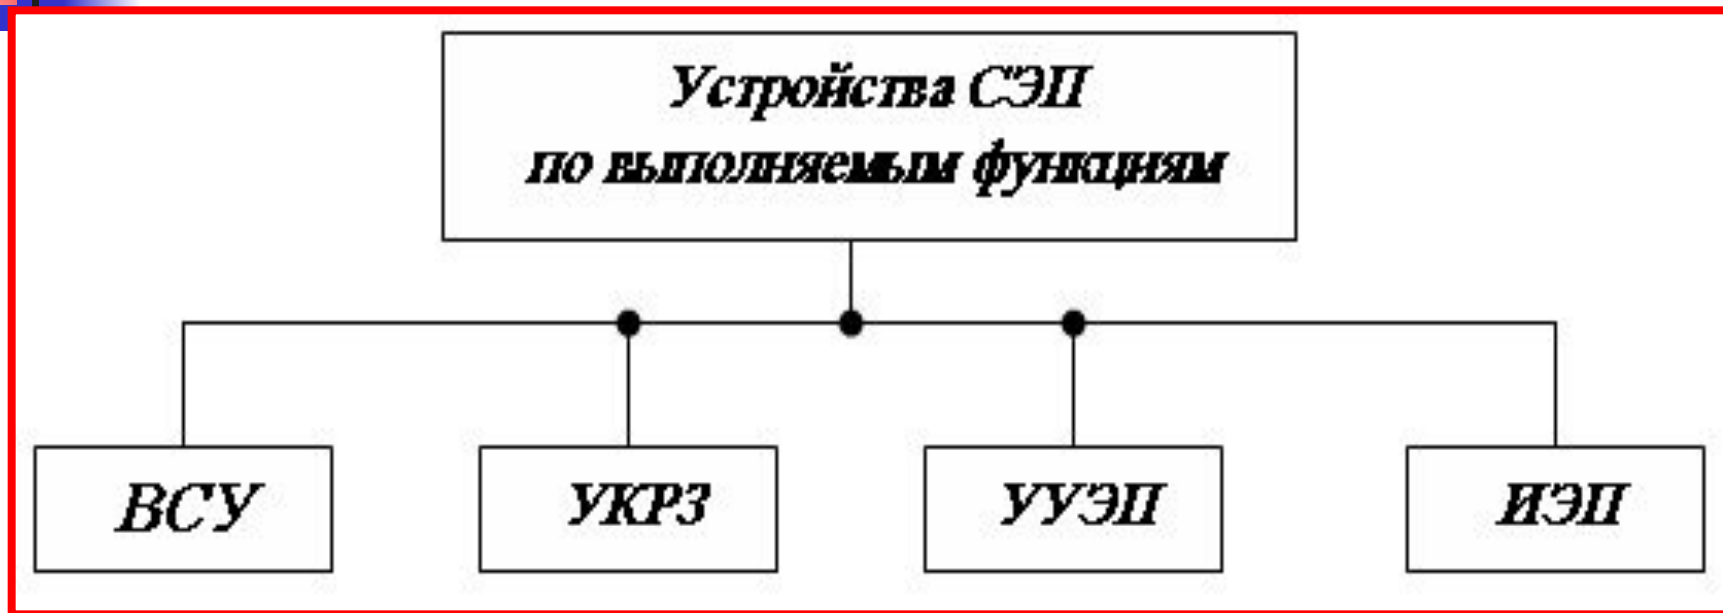 Устройства СЭП
по выполняемым функциям
ВСУ
УКРЗ
УУЭП
ИЭП